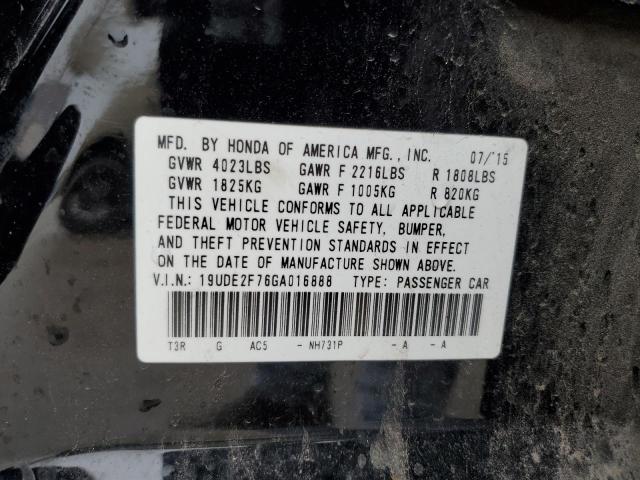 MFD. BY HONDA OF AMERICA MFG., INC. 07/'15
GVWR 4023LBS GAWR F 2216LBS R 1808LBS
GVWR 1825KG GAWR F 1005KG R 820KG
THIS VEHICLE CONFORMS TO ALL APPLICABLE
FEDERAL MOTOR VEHICLE SAFETY, BUMPER,
AND THEFT PREVENTION STANDARDS IN EFFECT
ON THE DATE OF MANUFACTURE SHOWN ABOVE.
V.I.N.: 19UDE2F76GA016888 TYPE: PASSENGER CAR
T3R G AC5 - NH731P - A - A